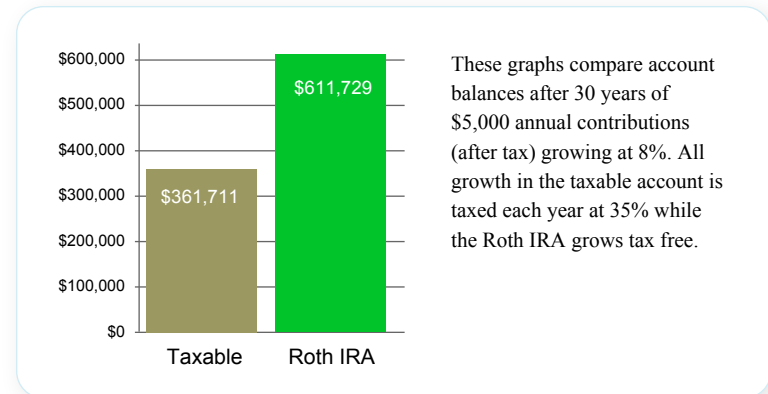 $600,000
$500,000
$400,000
$300,000
$200,000
$100,000
$0
$361,711
$611,729
Taxable
Roth IRA
These graphs compare account
balances after 30 years of
$5,000 annual contributions
(after tax) growing at 8%. All
growth in the taxable account is
taxed each year at 35% while
the Roth IRA grows tax free.